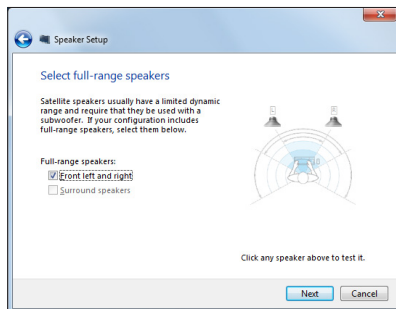 Speaker Setup
Select full-range speakers
Satellite speakers usually have a limited dynamic
range and require that they be used with a
subwoofer. If your configuration includes
full-range speakers, select them below.
L R
Full-range speakers:
Front left and right
Surround speakers
Click any speaker above to test it.
Next Cancel